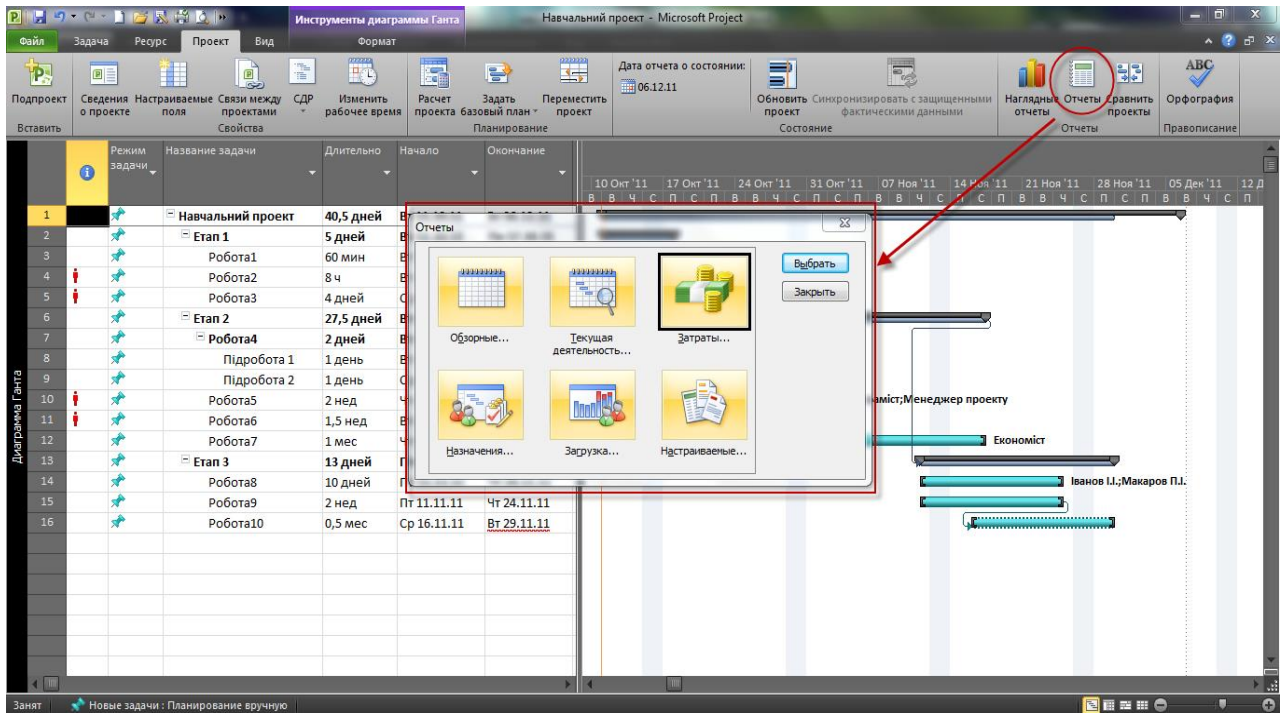 Инструменты диаграммы Ганта
Навчальний проект - Microsoft Project
Файл Задача Ресурс Проект Вид Формат
Подпроект
Сведения о проекте
Настраиваемые поля
Связи между проектами
СДР
Изменить рабочее время
Расчет проекта
Задать базовый план
Переместить проект
Дата отчета о состоянии:
06.12.11
Обновить проект
Синхронизировать с защищенными фактическими данными
Наглядные отчеты
Отчеты
Сравнить проекты
ABC
Орфография
Вставить Свойства Планирование Состояние Отчеты Правописание
Режим задачи Название задачи Длительно Начало Окончание
10 Окт '11 17 Окт '11 24 Окт '11 31 Окт '11 07 Ноя '11 14 Ноя '11 21 Ноя '11 28 Ноя '11 05 Дек '11 12 Д
В В Ч С П С П В В Ч С П С П В В Ч С П С П В В Ч С П
1 Навчальний проект 40,5 дней
2 Етап 1 5 дней
3 Робота1 60 мин
4 Робота2 8 ч
5 Робота3 4 дней
6 Етап 2 27,5 дней
7 Робота4 2 дней
8 Підробота 1 1 день
9 Підробота 2 1 день
10 Робота5 2 нед
аміст;Менеджер проекту
11 Робота6 1,5 нед
12 Робота7 1 мес
Економіст
13 Етап 3 13 дней
14 Робота8 10 дней
Іванов І.І.;Макаров П.І.
15 Робота9 2 нед Пт 11.11.11 Чт 24.11.11
16 Робота10 0,5 мес Ср 16.11.11 Вт 29.11.11
Отчеты
Обзорные...
Текущая деятельность...
Затраты...
Назначения...
Загрузка...
Настраиваемые...
Выбрать
Закрыть
Диаграмма Ганта
Занят Новые задачи : Планирование вручную